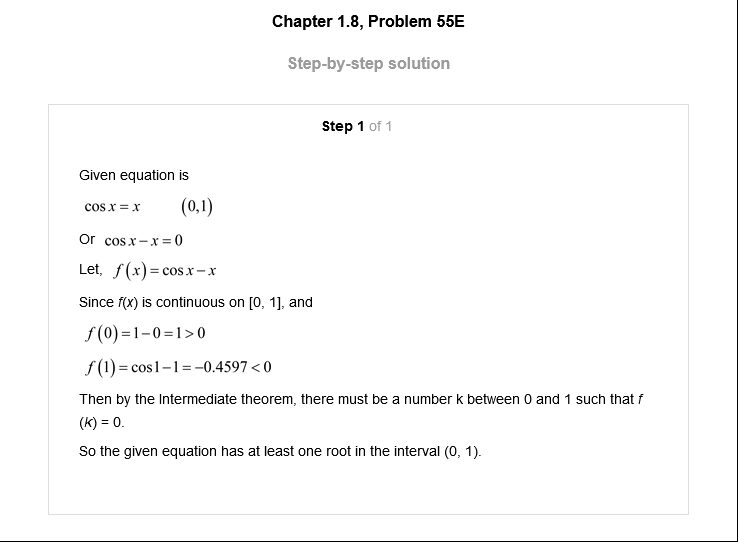 Chapter 1.8, Problem 55E
Step-by-step solution
Step 1 of 1
Given equation is
cos x = x (0,1)
Or cos x − x = 0
Let, f(x) = cos x − x
Since f(x) is continuous on [0, 1], and
f(0) = 1 − 0 = 1 > 0
f(1) = cos1 − 1 = −0.4597 < 0
Then by the Intermediate theorem, there must be a number k between 0 and 1 such that f
(k) = 0.
So the given equation has at least one root in the interval (0, 1).